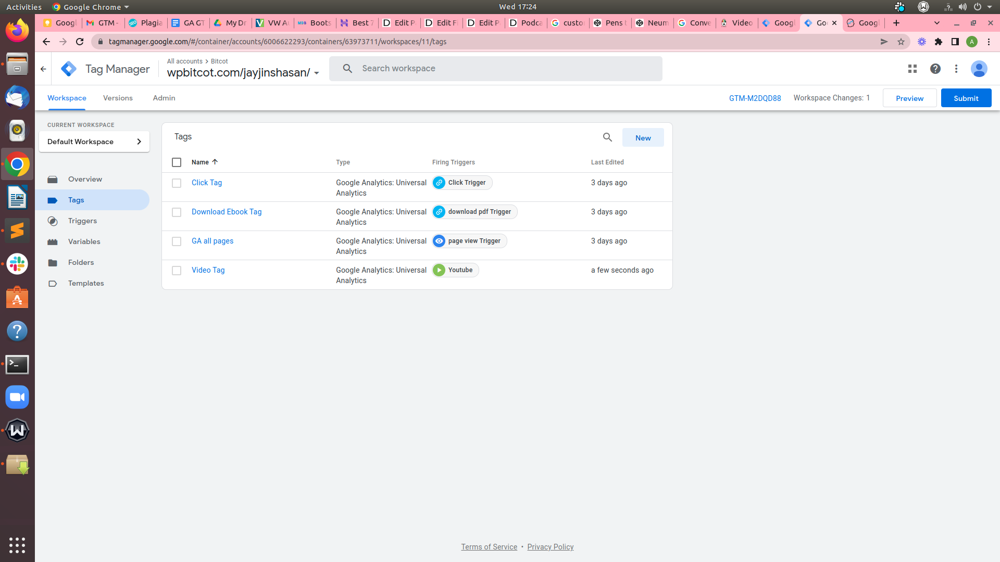 Activities Google Chrome Wed 17:24
Googl GTM - Plagia GA GT My Dr VW Au Boots Best 7 Edit P Edit Fi Edit P Podca custo Pens t Neum Conve Video Googl Goo Googl
tagmanager.google.com/#/container/accounts/6006622293/containers/63973711/workspaces/11/tags A
Tag Manager
All accounts > Bitcot
wpbitcot.com/jayjinshasan/
Search workspace
Workspace Versions Admin GTM-M2DQD88 Workspace Changes: 1 Preview Submit
CURRENT WORKSPACE
Default Workspace
Overview
Tags
Triggers
Variables
Folders
Templates
Tags New
Name Type Firing Triggers Last Edited
Click Tag Google Analytics: Universal Analytics Click Trigger 3 days ago
Download Ebook Tag Google Analytics: Universal Analytics download pdf Trigger 3 days ago
GA all pages Google Analytics: Universal Analytics page view Trigger 3 days ago
Video Tag Google Analytics: Universal Analytics Youtube a few seconds ago
Terms of Service • Privacy Policy